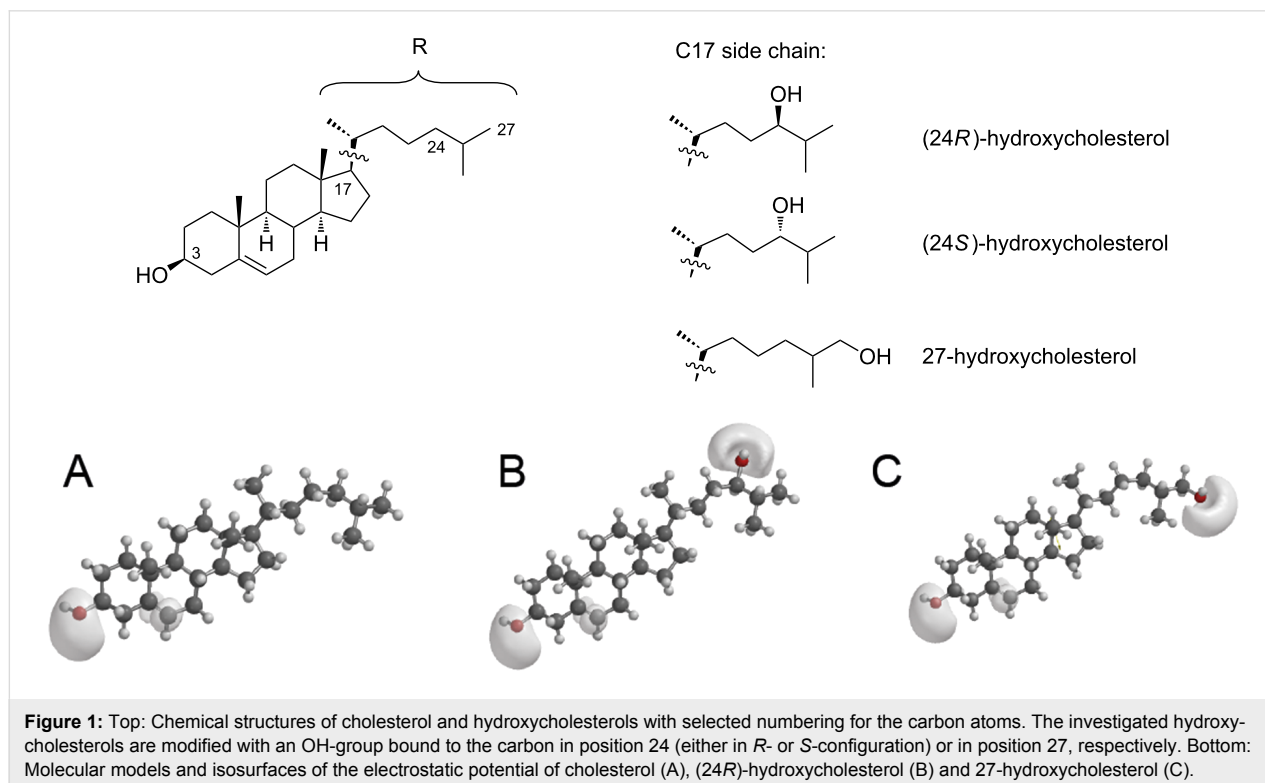 R
C17 side chain:
27
24
17
H
H
3
HO
OH
(24R)-hydroxycholesterol
OH
(24S)-hydroxycholesterol
OH
27-hydroxycholesterol
A
B
C
Figure 1: Top: Chemical structures of cholesterol and hydroxycholesterols with selected numbering for the carbon atoms. The investigated hydroxy-
cholesterols are modified with an OH-group bound to the carbon in position 24 (either in R- or S-configuration) or in position 27, respectively. Bottom:
Molecular models and isosurfaces of the electrostatic potential of cholesterol (A), (24R)-hydroxycholesterol (B) and 27-hydroxycholesterol (C).